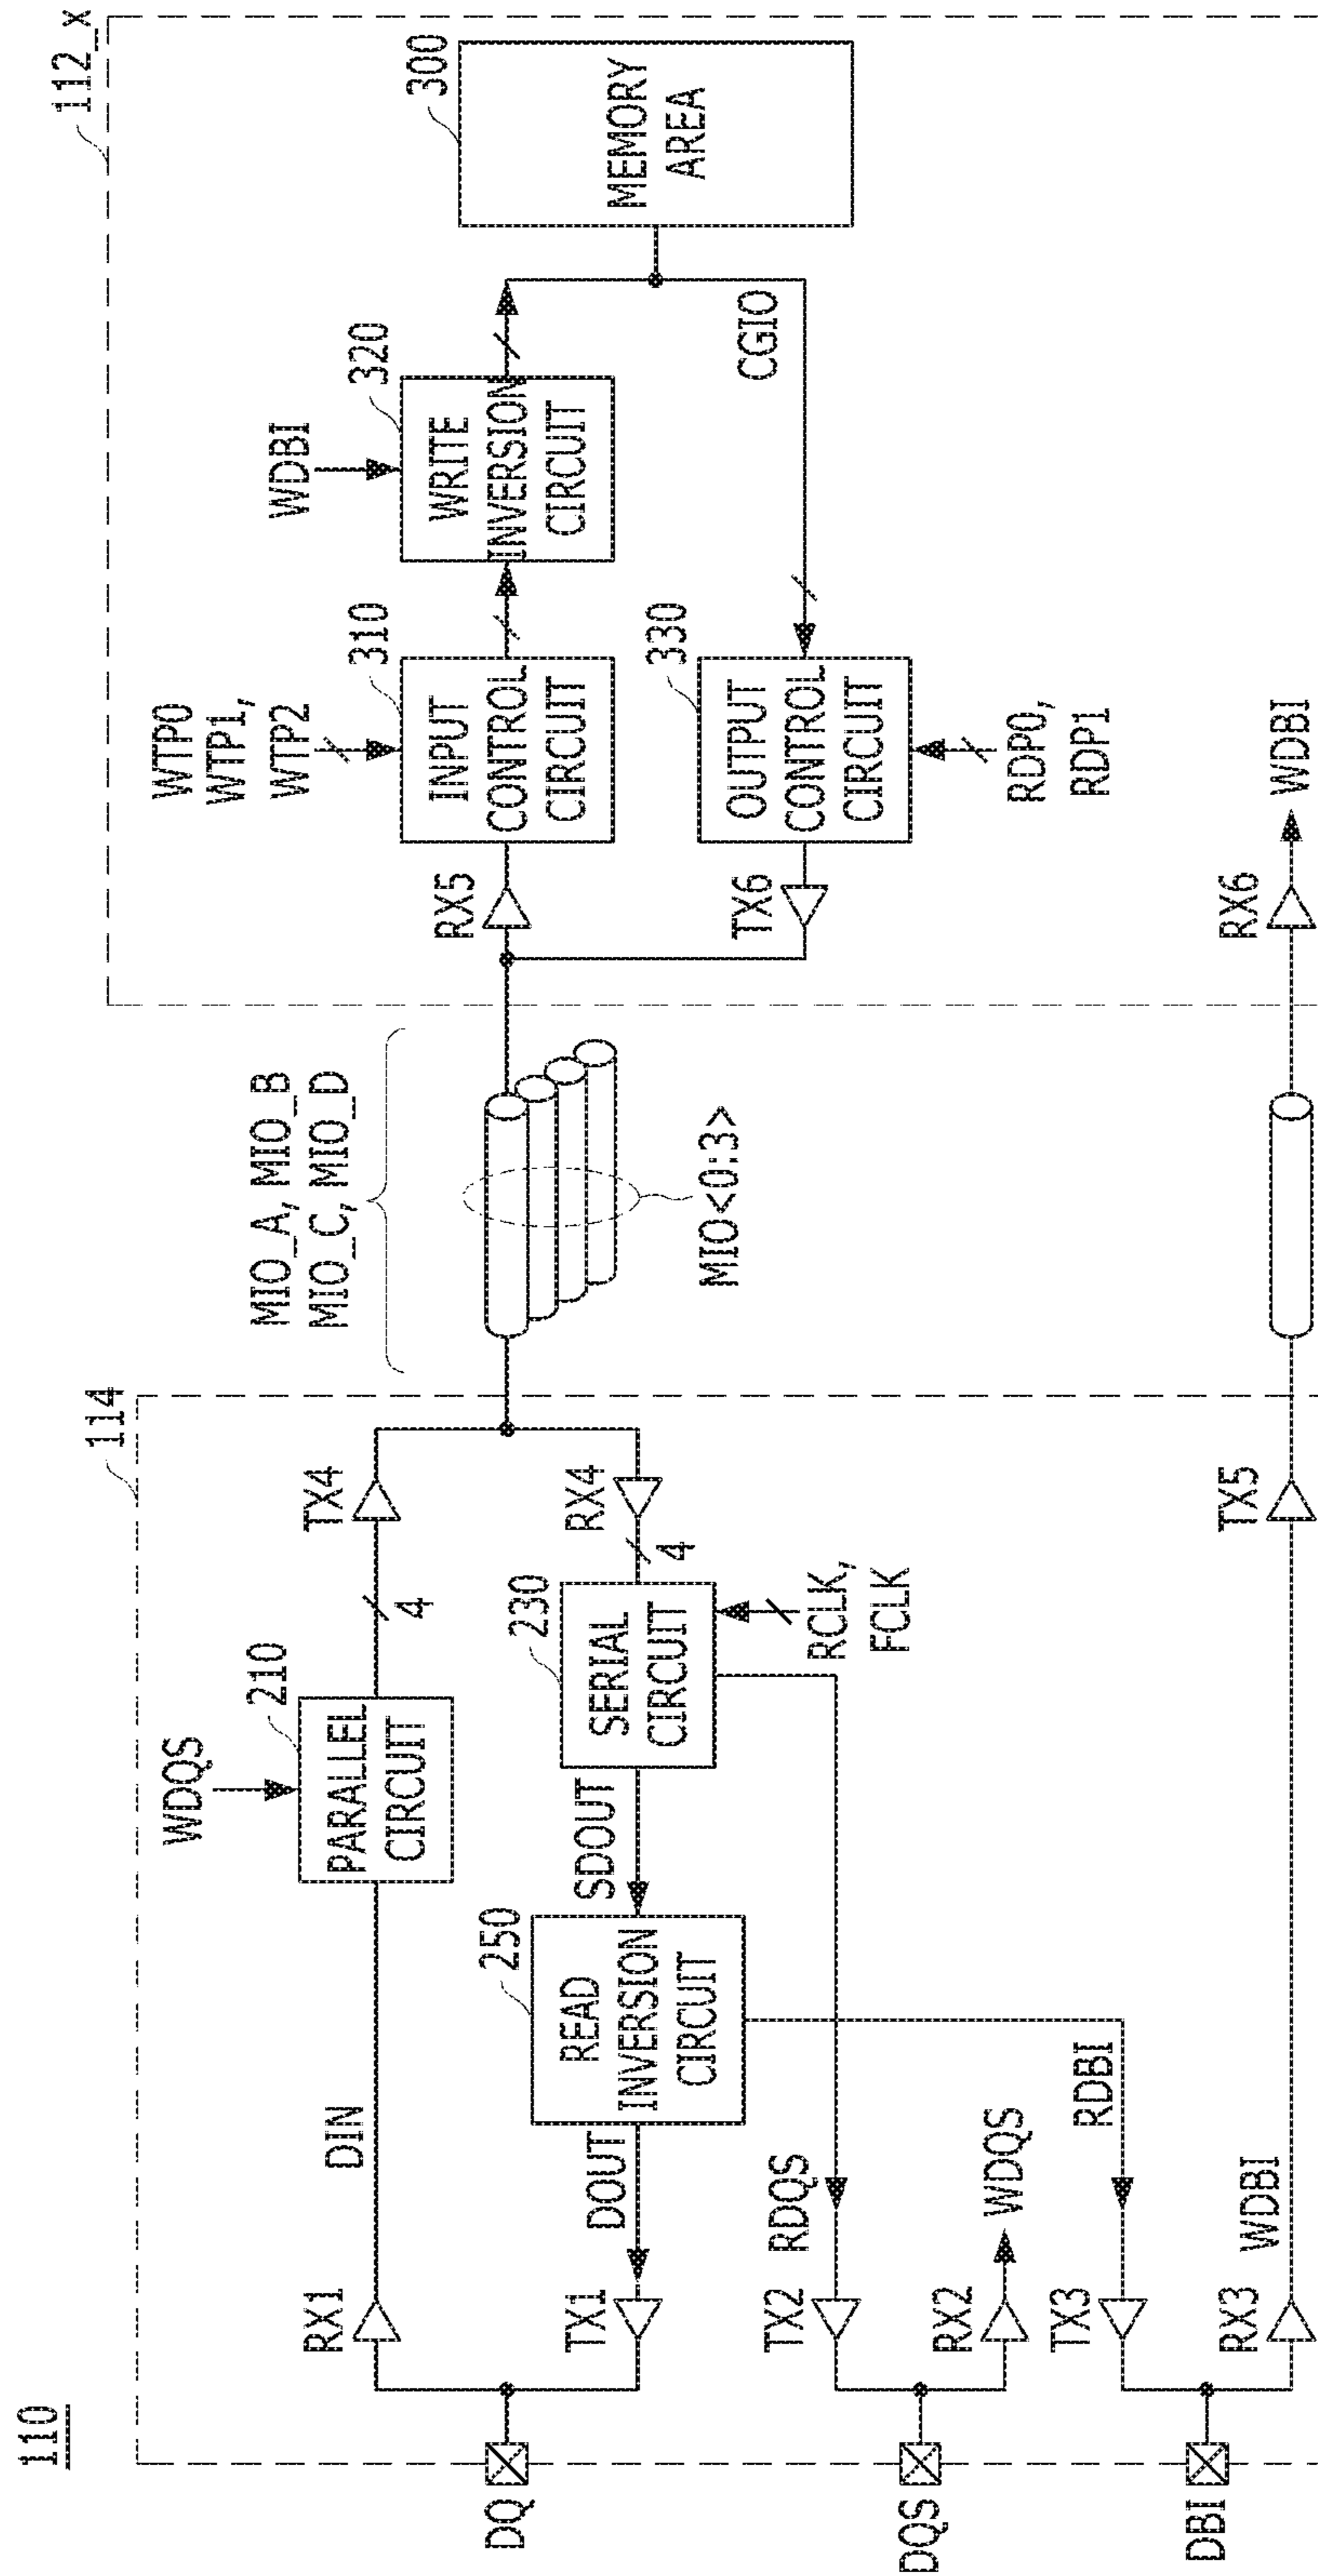 110
114
112_x
WDQS
210
PARALLEL
CIRCUIT
DIN
RX1
TX4
4
DQ
TX1
DOUT
250
READ
INVERSION
CIRCUIT
SDOUT
230
SERIAL
CIRCUIT
RX4
4
RCLK,
FCLK
RDQS
TX2
DQS
RX2
WDQS
TX3
RDBI
DBI
RX3
WDBI
TX5
MIO_A, MIO_B
MIO_C, MIO_D
MIO<0:3>
WTP0
WTP1,
WTP2
310
INPUT
CONTROL
CIRCUIT
RX5
WDBI
320
WRITE
INVERSION
CIRCUIT
300
MEMORY
AREA
CGIO
330
OUTPUT
CONTROL
CIRCUIT
TX6
RDP0,
RDP1
RX6
WDBI